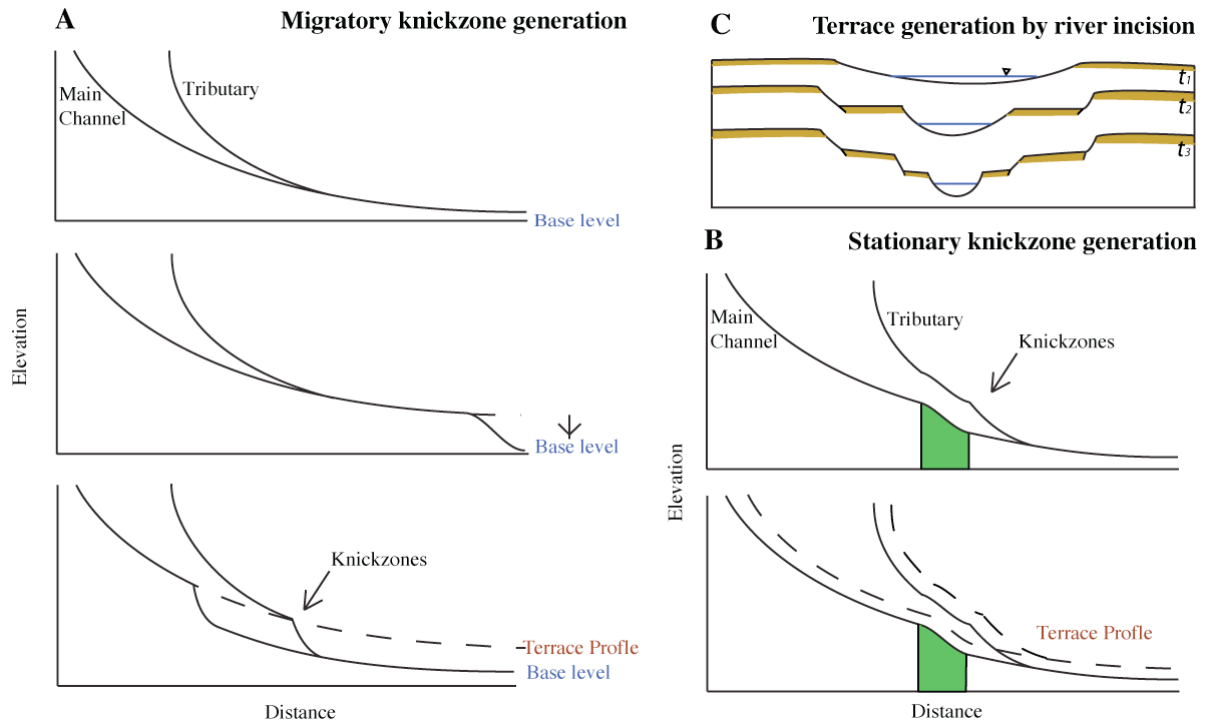 A
Migratory knickzone generation
Main
Channel
Tributary
Base level
Elevation
Base level
Knickzones
Terrace Profle
Base level
Distance
C
Terrace generation by river incision
t1
t2
t3
B
Stationary knickzone generation
Main
Channel
Tributary
Knickzones
Elevation
Terrace Profle
Distance